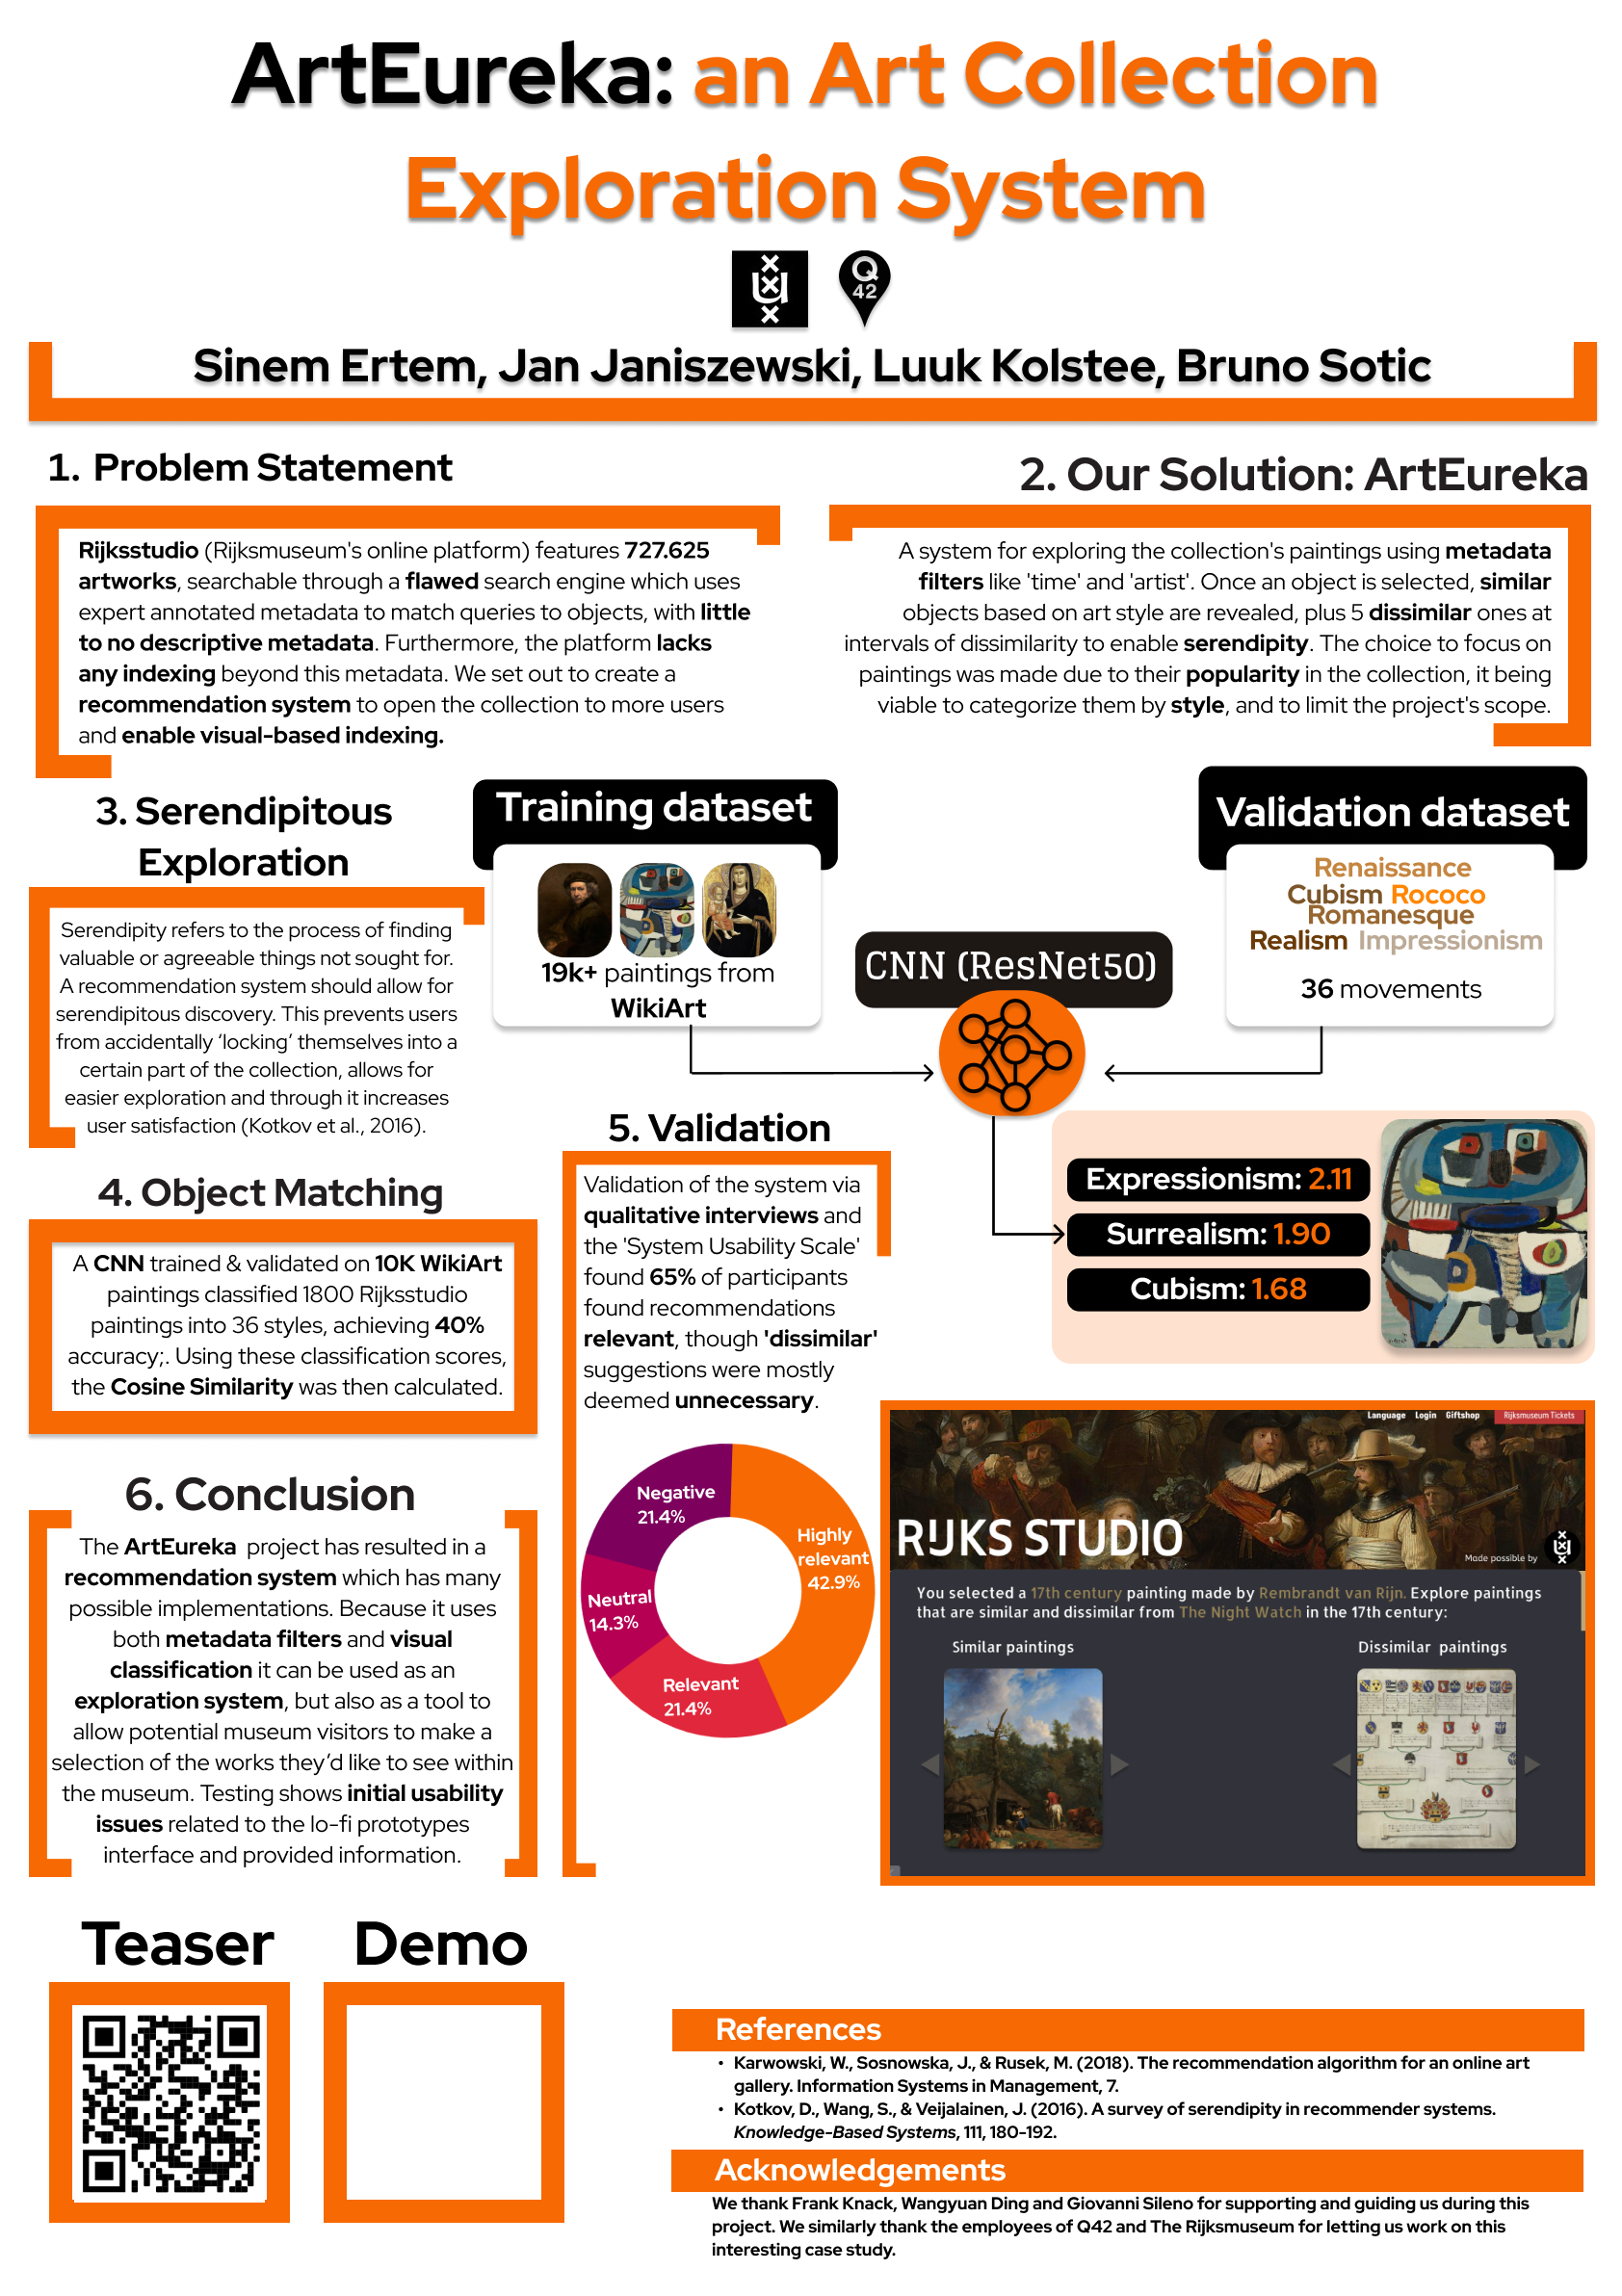 ArtEureka: an Art Collection
Exploration System
Q
42
Sinem Ertem, Jan Janiszewski, Luuk Kolstee, Bruno Sotic
1. Problem Statement
Rijksstudio (Rijksmuseum's online platform) features 727.625
artworks, searchable through a flawed search engine which uses
expert annotated metadata to match queries to objects, with little
to no descriptive metadata. Furthermore, the platform lacks
any indexing beyond this metadata. We set out to create a
recommendation system to open the collection to more users
and enable visual-based indexing.
2. Our Solution: ArtEureka
A system for exploring the collection's paintings using metadata
filters like 'time' and 'artist'. Once an object is selected, similar
objects based on art style are revealed, plus 5 dissimilar ones at
intervals of dissimilarity to enable serendipity. The choice to focus on
paintings was made due to their popularity in the collection, it being
viable to categorize them by style, and to limit the project's scope.
3. Serendipitous
Exploration
Serendipity refers to the process of finding
valuable or agreeable things not sought for.
A recommendation system should allow for
serendipitous discovery. This prevents users
from accidentally ‘locking’ themselves into a
certain part of the collection, allows for
easier exploration and through it increases
user satisfaction (Kotkov et al., 2016).
Training dataset
19k+ paintings from
WikiArt
CNN (ResNet50)
Validation dataset
Renaissance
Cubism Rococo
Romanesque
Realism Impressionism
36 movements
Expressionism: 2.11
Surrealism: 1.90
Cubism: 1.68
4. Object Matching
A CNN trained & validated on 10K WikiArt
paintings classified 1800 Rijksstudio
paintings into 36 styles, achieving 40%
accuracy;. Using these classification scores,
the Cosine Similarity was then calculated.
5. Validation
Validation of the system via
qualitative interviews and
the 'System Usability Scale'
found 65% of participants
found recommendations
relevant, though 'dissimilar'
suggestions were mostly
deemed unnecessary.
Negative
21.4%
Highly
relevant
42.9%
Neutral
14.3%
Relevant
21.4%
Language Login Giftshop Rijksmuseum Tickets
RIJKS STUDIO
Made possible by
You selected a 17th century painting made by Rembrandt van Rijn. Explore paintings
that are similar and dissimilar from The Night Watch in the 17th century:
Similar paintings
Dissimilar paintings
6. Conclusion
The ArtEureka project has resulted in a
recommendation system which has many
possible implementations. Because it uses
both metadata filters and visual
classification it can be used as an
exploration system, but also as a tool to
allow potential museum visitors to make a
selection of the works they’d like to see within
the museum. Testing shows initial usability
issues related to the lo-fi prototypes
interface and provided information.
Teaser
Demo
References
• Karwowski, W., Sosnowska, J., & Rusek, M. (2018). The recommendation algorithm for an online art
gallery. Information Systems in Management, 7.
• Kotkov, D., Wang, S., & Veijalainen, J. (2016). A survey of serendipity in recommender systems.
Knowledge-Based Systems, 111, 180-192.
Acknowledgements
We thank Frank Knack, Wangyuan Ding and Giovanni Sileno for supporting and guiding us during this
project. We similarly thank the employees of Q42 and The Rijksmuseum for letting us work on this
interesting case study.